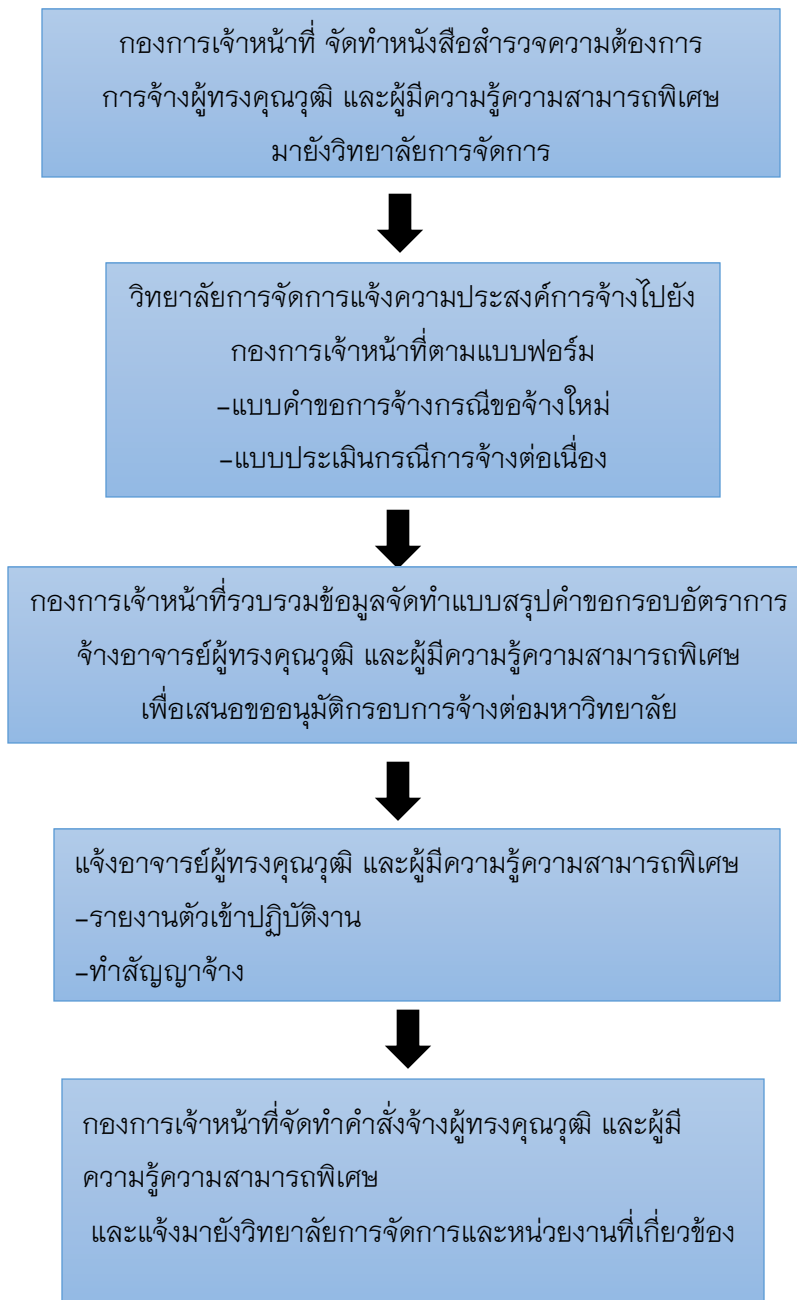 กองการเจ้าหน้าที่ จัดทำหนังสือสำรวจความต้องการ
การจ้างผู้ทรงคุณวุฒิ และผู้มีความรู้ความสามารถพิเศษ
มายังวิทยาลัยการจัดการ
วิทยาลัยการจัดการแจ้งความประสงค์การจ้างไปยัง
กองการเจ้าหน้าที่ตามแบบฟอร์ม
-แบบคำขอการจ้างกรณีขอจ้างใหม่
-แบบประเมินกรณีการจ้างต่อเนื่อง
กองการเจ้าหน้าที่รวบรวมข้อมูลจัดทำแบบสรุปคำขอกรอบอัตราการ
จ้างอาจารย์ผู้ทรงคุณวุฒิ และผู้มีความรู้ความสามารถพิเศษ
เพื่อเสนอขออนุมัติกรอบการจ้างต่อมหาวิทยาลัย
แจ้งอาจารย์ผู้ทรงคุณวุฒิ และผู้มีความรู้ความสามารถพิเศษ
-รายงานตัวเข้าปฏิบัติงาน
-ทำสัญญาจ้าง
กองการเจ้าหน้าที่จัดทำคำสั่งจ้างผู้ทรงคุณวุฒิ และผู้มี
ความรู้ความสามารถพิเศษ
และแจ้งมายังวิทยาลัยการจัดการและหน่วยงานที่เกี่ยวข้อง